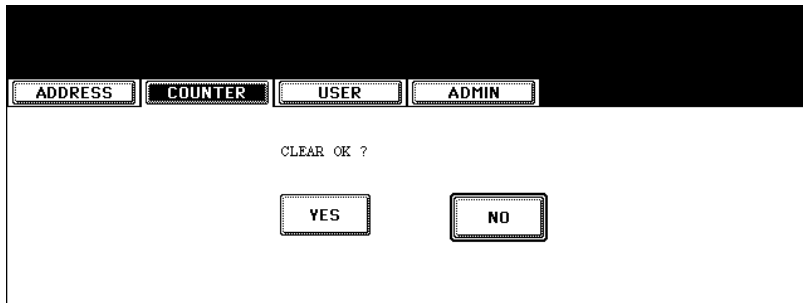 ADDRESS COUNTER USER ADMIN
CLEAR OK ?
YES NO